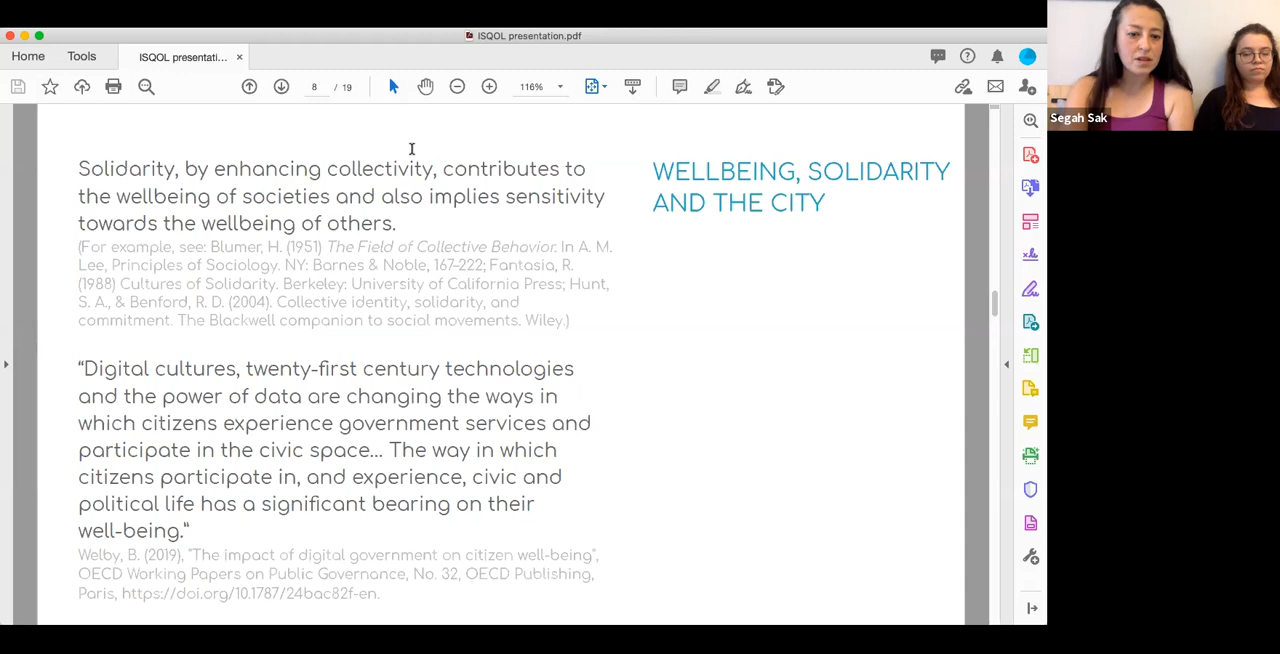 ISQOL presentation.pdf
Home
Tools
ISQOL presentati...
8 / 19
116%
Segah Sak
Solidarity, by enhancing collectivity, contributes to
the wellbeing of societies and also implies sensitivity
towards the wellbeing of others.
(For example, see: Blumer, H. (1951) The Field of Collective Behavior. In A. M.
Lee, Principles of Sociology. NY: Barnes & Noble, 167–222; Fantasia, R.
(1988) Cultures of Solidarity. Berkeley: University of California Press; Hunt,
S. A., & Benford, R. D. (2004). Collective identity, solidarity, and
commitment. The Blackwell companion to social movements. Wiley.)
“Digital cultures, twenty-first century technologies
and the power of data are changing the ways in
which citizens experience government services and
participate in the civic space... The way in which
citizens participate in, and experience, civic and
political life has a significant bearing on their
well-being.”
Welby, B. (2019), "The impact of digital government on citizen well-being",
OECD Working Papers on Public Governance, No. 32, OECD Publishing,
Paris, https://doi.org/10.1787/24bac82f-en.
WELLBEING, SOLIDARITY
AND THE CITY